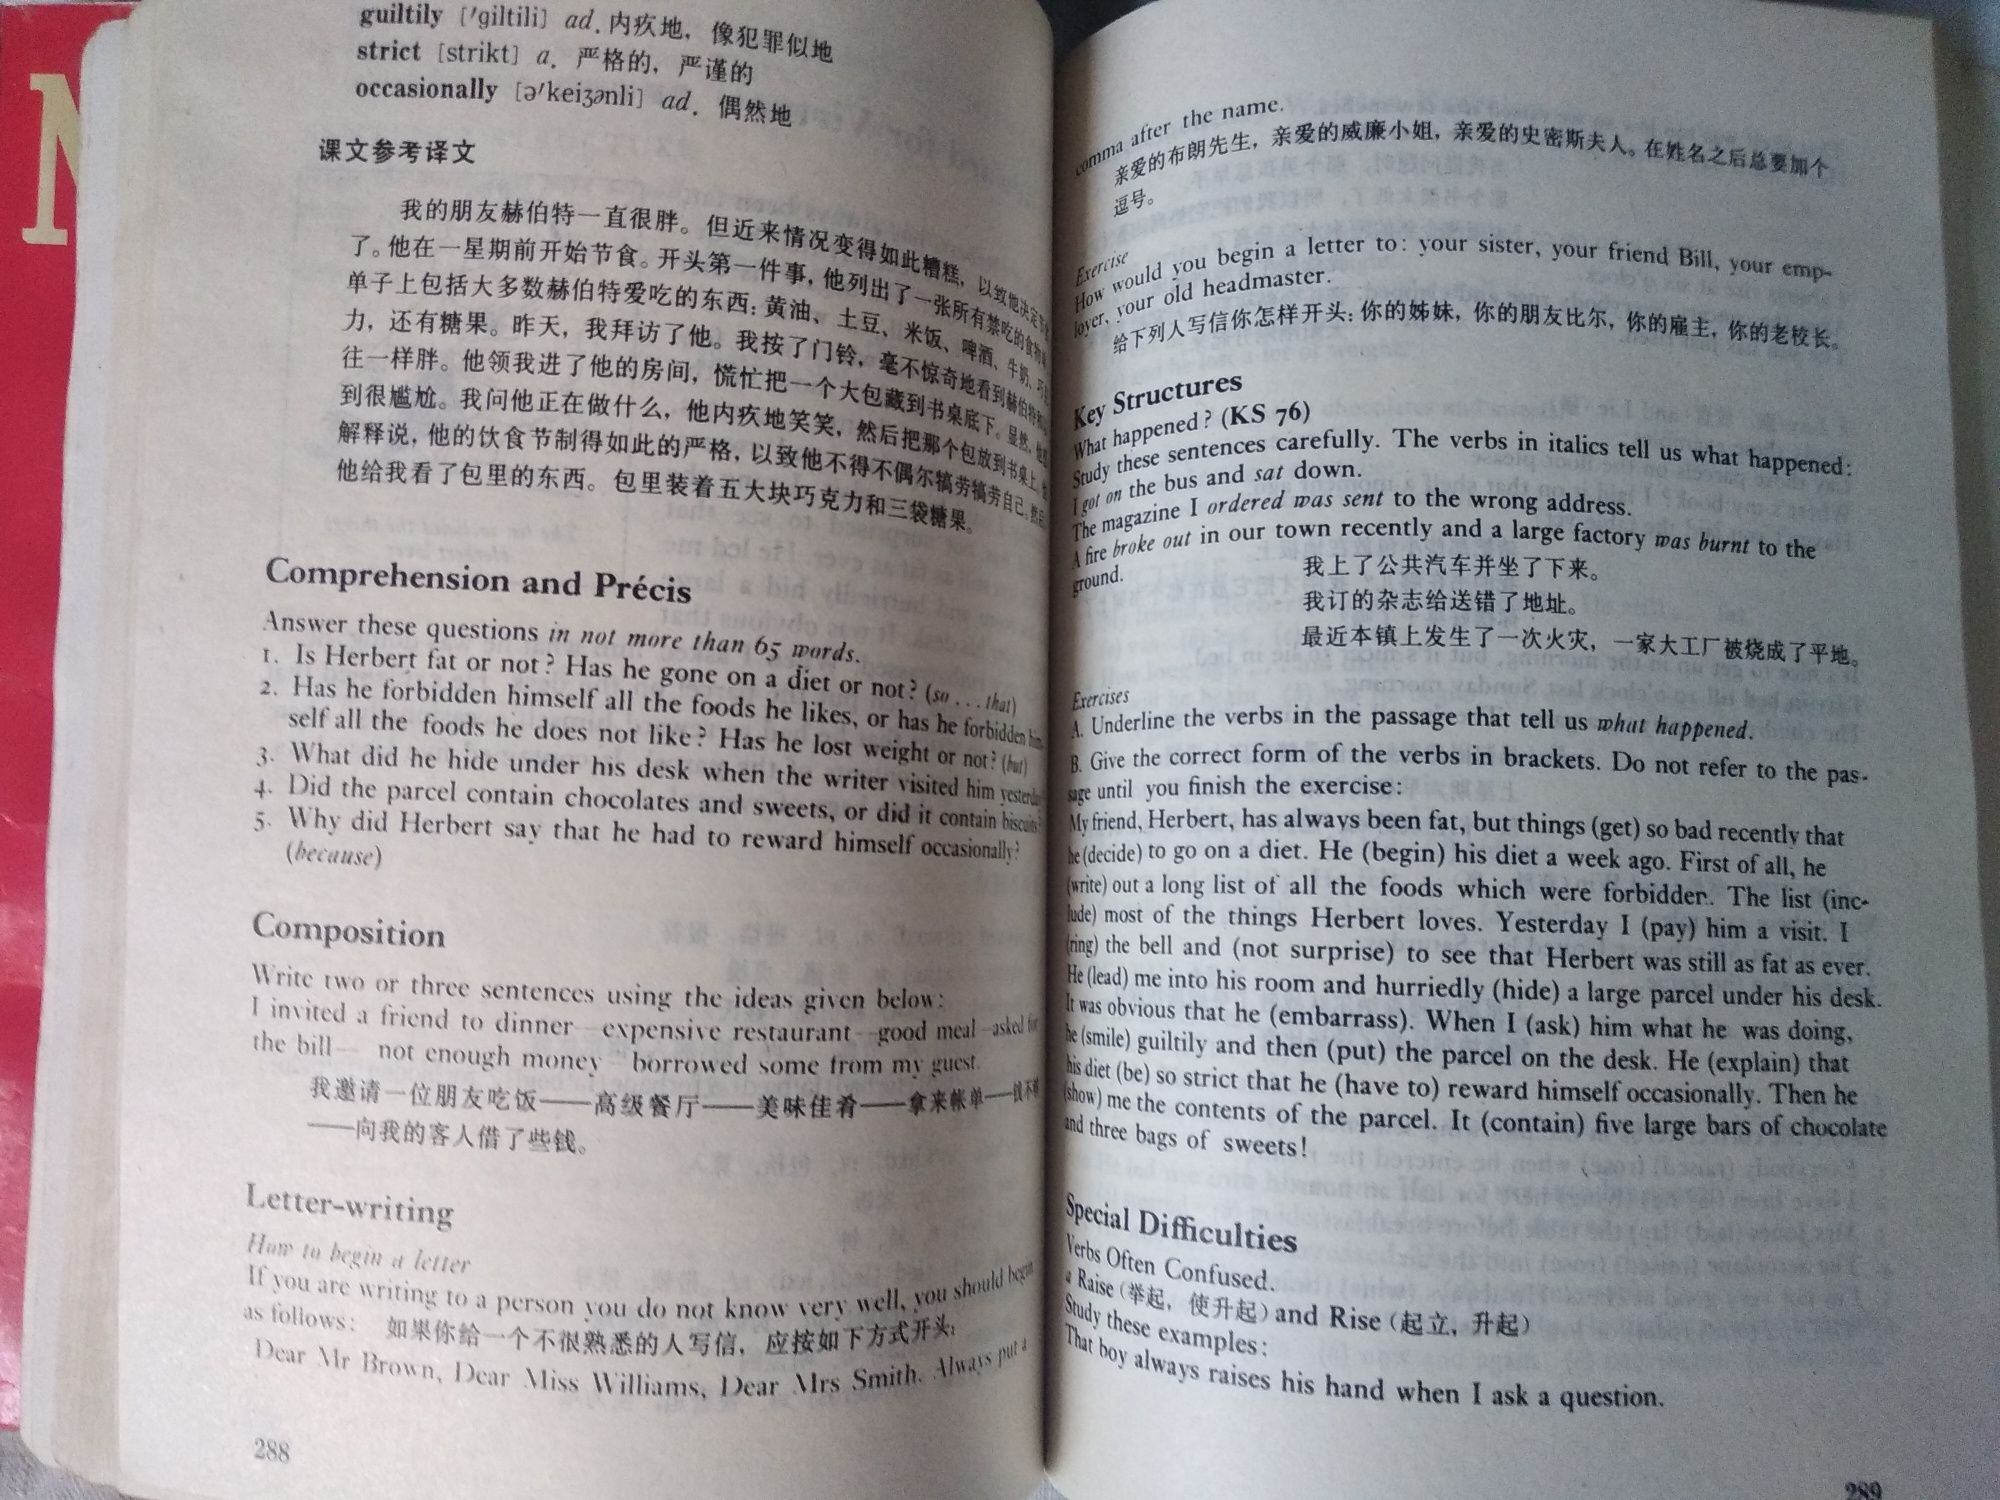 guiltily [ˈgiltili] ad. 内疚地，像犯罪似地
strict [strikt] a. 严格的，严谨的
occasionally [əˈkeiʒənli] ad. 偶然地
课文参考译文
我的朋友赫伯特一直很胖。但近来情况变得如此糟糕，以致他决定
了。他在一星期前开始节食。开头第一件事，他列出了一张所有禁吃的食物
单子上包括大多数赫伯特爱吃的东西：黄油、土豆、米饭、啤酒、牛奶、巧
力，还有糖果。昨天，我拜访了他。我按了门铃，毫不惊奇地看到赫伯特
往一样胖。他领我进了他的房间，慌忙把一个大包藏到书桌底下。显然，他
到很尴尬。我问他正在做什么，他内疚地笑笑，然后把那个包放到书桌上。
解释说，他的饮食节制得如此的严格，以致他不得不偶尔犒劳犒劳自己。然后
他给我看了包里的东西。包里装着五大块巧克力和三袋糖果。
Comprehension and Précis
Answer these questions in not more than 65 words.
1. Is Herbert fat or not? Has he gone on a diet or not? (so...that)
2. Has he forbidden himself all the foods he likes, or has he forbidden him-
self all the foods he does not like? Has he lost weight or not? (but)
3. What did he hide under his desk when the writer visited him yesterday
4. Did the parcel contain chocolates and sweets, or did it contain biscuits?
5. Why did Herbert say that he had to reward himself occasionally?
(because)
Composition
Write two or three sentences using the ideas given below:
I invited a friend to dinner—expensive restaurant—good meal—asked for
the bill— not enough money—borrowed some from my guest.
我邀请一位朋友吃饭——高级餐厅——美味佳肴——拿来帐单——钱不够
——向我的客人借了些钱。
Letter-writing
How to begin a letter
If you are writing to a person you do not know very well, you should begin
as follows: 如果你给一个不很熟悉的人写信，应按如下方式开头：
Dear Mr Brown, Dear Miss Williams, Dear Mrs Smith. Always put a
288
comma after the name.
亲爱的布朗先生，亲爱的威廉小姐，亲爱的史密斯夫人。在姓名之后总要加个
逗号。
Exercise
How would you begin a letter to: your sister, your friend Bill, your emp-
loyer, your old headmaster.
给下列人写信你怎样开头：你的姊妹，你的朋友比尔，你的雇主，你的老校长。
Key Structures
What happened? (KS 76)
Study these sentences carefully. The verbs in italics tell us what happened:
I got on the bus and sat down.
The magazine I ordered was sent to the wrong address.
A fire broke out in our town recently and a large factory was burnt to the
ground.
我上了公共汽车并坐了下来。
我订的杂志给送错了地址。
最近本镇上发生了一次火灾，一家大工厂被烧成了平地。
Exercises
A. Underline the verbs in the passage that tell us what happened.
B. Give the correct form of the verbs in brackets. Do not refer to the pas-
sage until you finish the exercise:
My friend, Herbert, has always been fat, but things (get) so bad recently that
he (decide) to go on a diet. He (begin) his diet a week ago. First of all, he
(write) out a long list of all the foods which were forbidden. The list (inc-
lude) most of the things Herbert loves. Yesterday I (pay) him a visit. I
(ring) the bell and (not surprise) to see that Herbert was still as fat as ever.
He (lead) me into his room and hurriedly (hide) a large parcel under his desk.
It was obvious that he (embarrass). When I (ask) him what he was doing,
he (smile) guiltily and then (put) the parcel on the desk. He (explain) that
his diet (be) so strict that he (have to) reward himself occasionally. Then he
(show) me the contents of the parcel. It (contain) five large bars of chocolate
and three bags of sweets!
Special Difficulties
Verbs Often Confused.
a Raise (举起，使升起) and Rise (起立，升起)
Study these examples:
That boy always raises his hand when I ask a question.
289